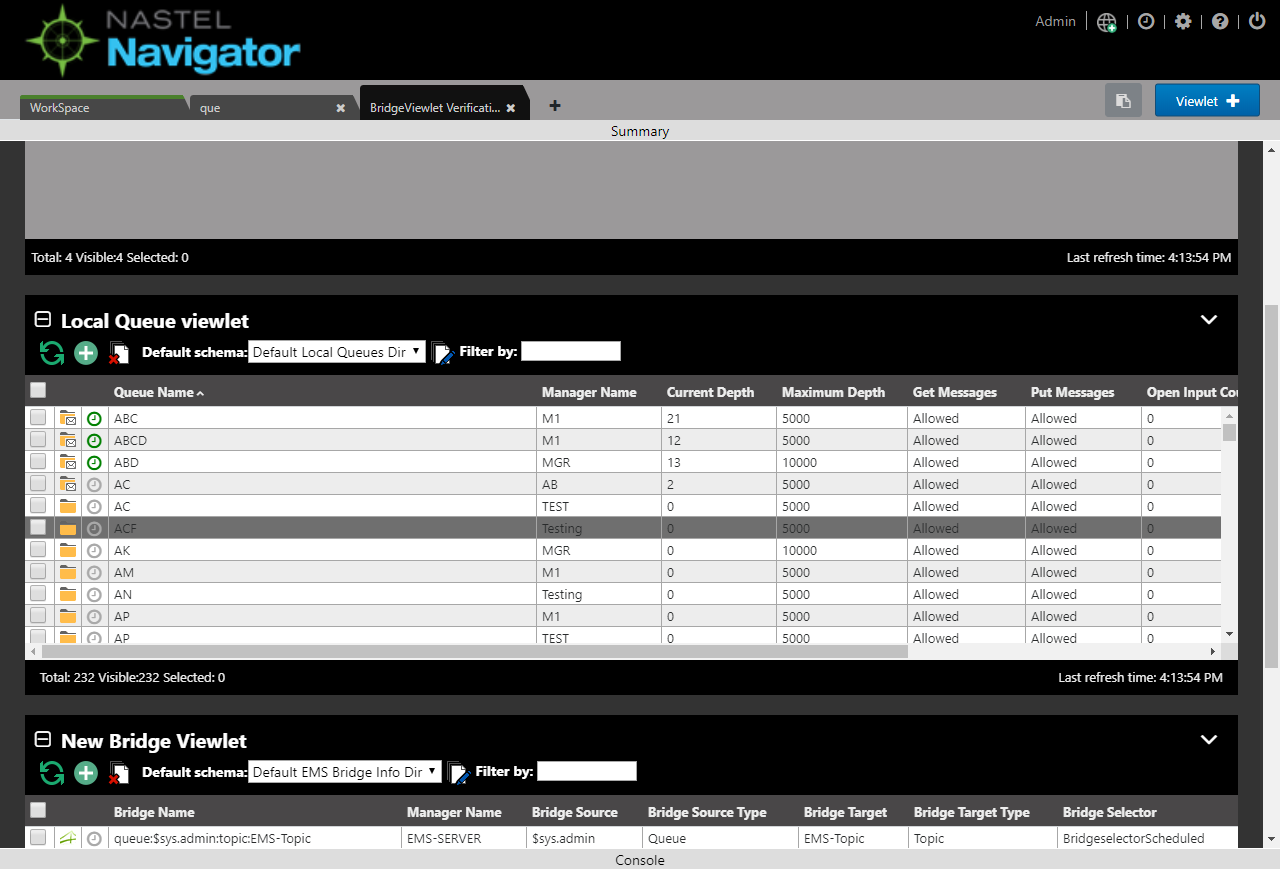 NASTEL
Navigator
Admin
WorkSpace
que
BridgeViewlet Verificati...
Viewlet
Summary
Total: 4 Visible:4 Selected: 0
Last refresh time: 4:13:54 PM
Local Queue viewlet
Default schema: Default Local Queues Dir Filter by:
Queue Name Manager Name Current Depth Maximum Depth Get Messages Put Messages Open Input Cou
ABC M1 21 5000 Allowed Allowed 0
ABCD M1 12 5000 Allowed Allowed 0
ABD MGR 13 10000 Allowed Allowed 0
AC AB 2 5000 Allowed Allowed 0
AC TEST 0 5000 Allowed Allowed 0
ACF Testing 0 5000 Allowed Allowed 0
AK MGR 0 10000 Allowed Allowed 0
AM M1 0 5000 Allowed Allowed 0
AN Testing 0 5000 Allowed Allowed 0
AP M1 0 5000 Allowed Allowed 0
AP TEST 0 5000 Allowed Allowed 0
Total: 232 Visible:232 Selected: 0
Last refresh time: 4:13:54 PM
New Bridge Viewlet
Default schema: Default EMS Bridge Info Dir Filter by:
Bridge Name Manager Name Bridge Source Bridge Source Type Bridge Target Bridge Target Type Bridge Selector
queue:$sys.admin:topic:EMS-Topic EMS-SERVER $sys.admin Queue EMS-Topic Topic BridgeselectorScheduled
Console